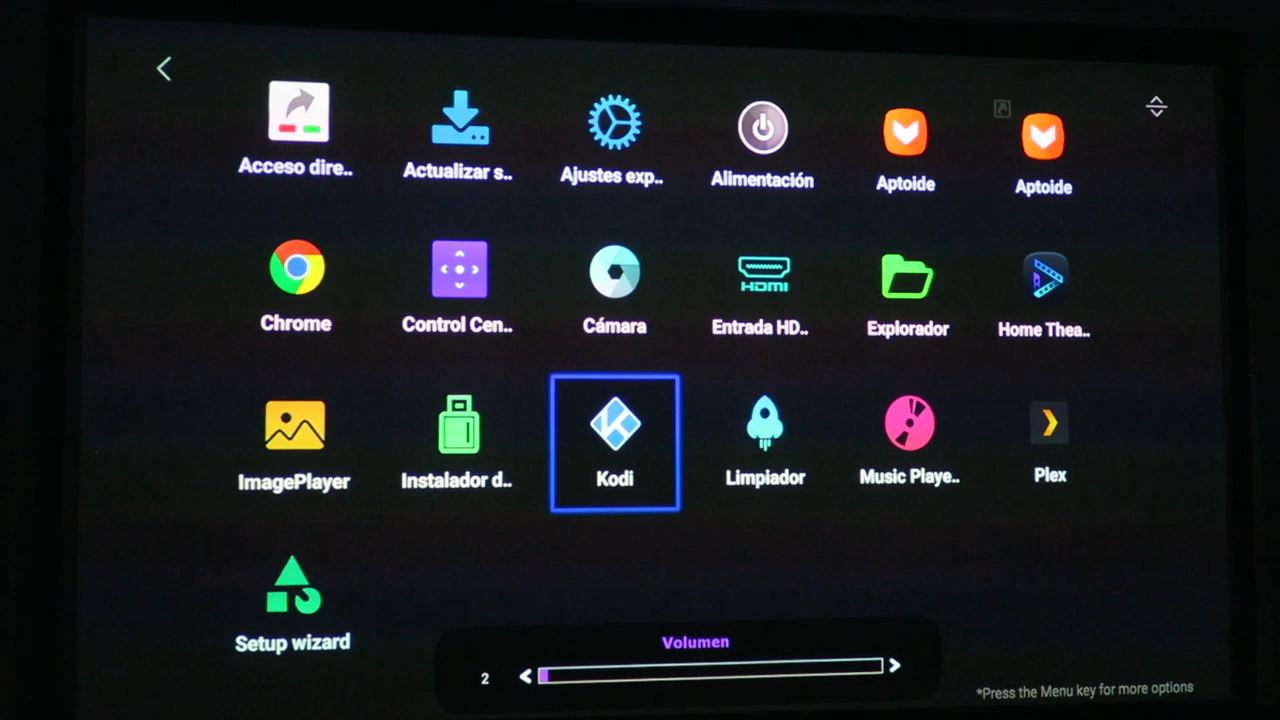 Acceso dire..
Actualizar s..
Ajustes exp..
Alimentación
Aptoide
Aptoide
Chrome
Control Cen..
Cámara
HDMI
Entrada HD..
Explorador
Home Thea..
ImagePlayer
Instalador d..
Kodi
Limpiador
Music Playe..
Plex
Setup wizard
Volumen
2
*Press the Menu key for more options